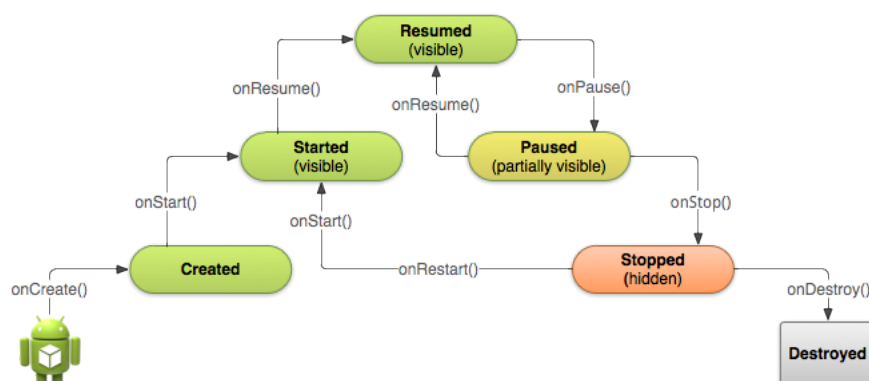 Resumed
(visible)
onResume()
onResume()
onPause()
Started
(visible)
Paused
(partially visible)
onStart()
onStart()
onStop()
Created
onRestart()
Stopped
(hidden)
onCreate()
onDestroy()
Destroyed